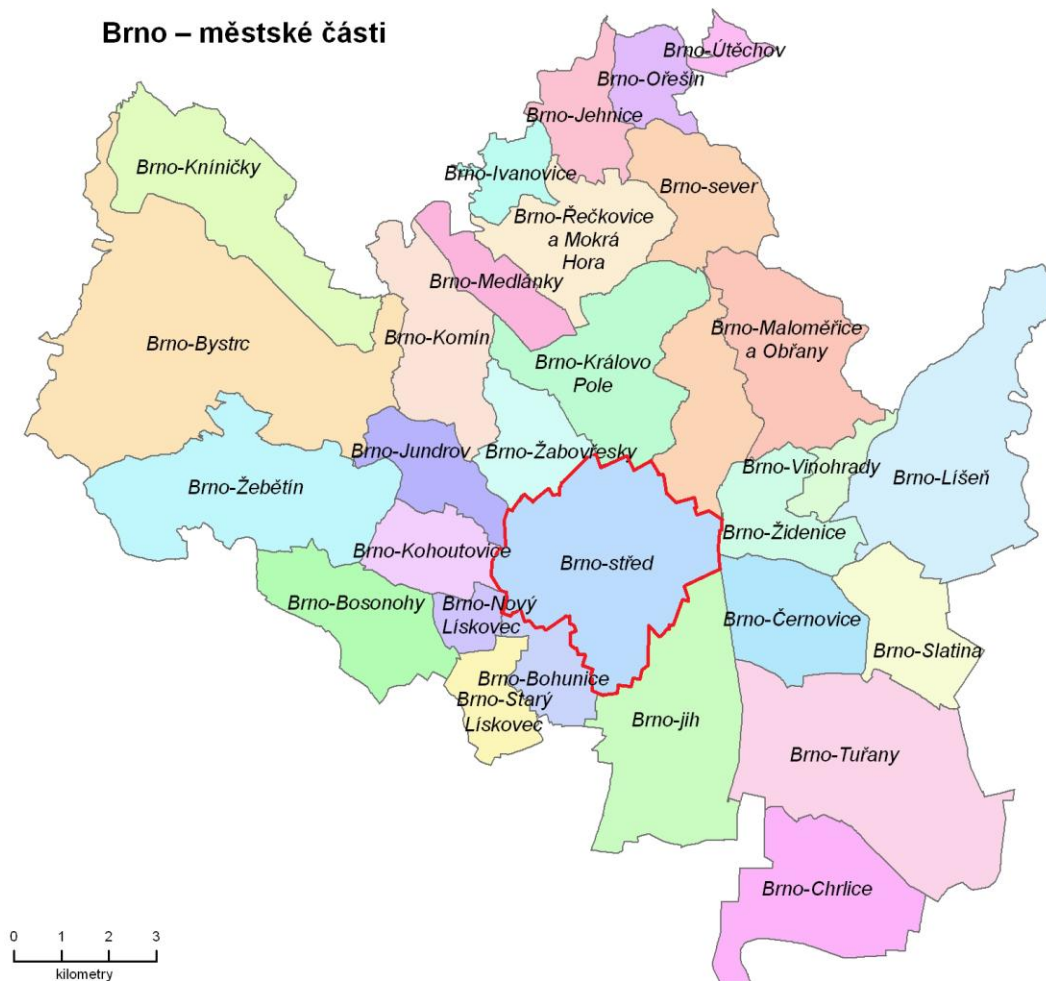 Brno – městské části
Brno-Útěchov
Brno-Ořešín
Brno-Jehnice
Brno-Kníničky
Brno-Ivanovice
Brno-sever
Brno-Řečkovice
a Mokrá
Hora
Brno-Medlánky
Brno-Komín
Brno-Bystrc
Brno-Maloměřice
a Obřany
Brno-Královo
Pole
Brno-Jundrov
Brno-Žabovřesky
Brno-Vinohrady
Brno-Líšeň
Brno-Žebětín
Brno-Židenice
Brno-Kohoutovice
Brno-střed
Brno-Bosonohy
Brno-Nový
Lískovec
Brno-Černovice
Brno-Slatina
Brno-Bohunice
Brno-Starý
Lískovec
Brno-jih
Brno-Tuřany
Brno-Chrlice
0 1 2 3
kilometry